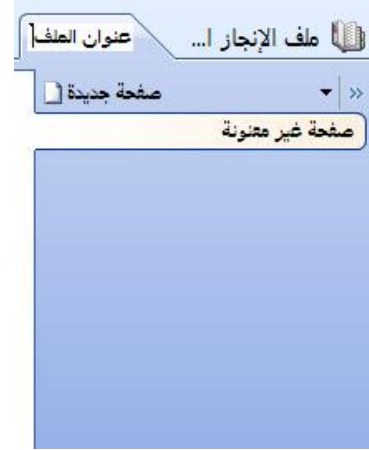 ملف الإنجاز ا... عنوان الملف
صفحة جديدة
صفحة غير معنونة